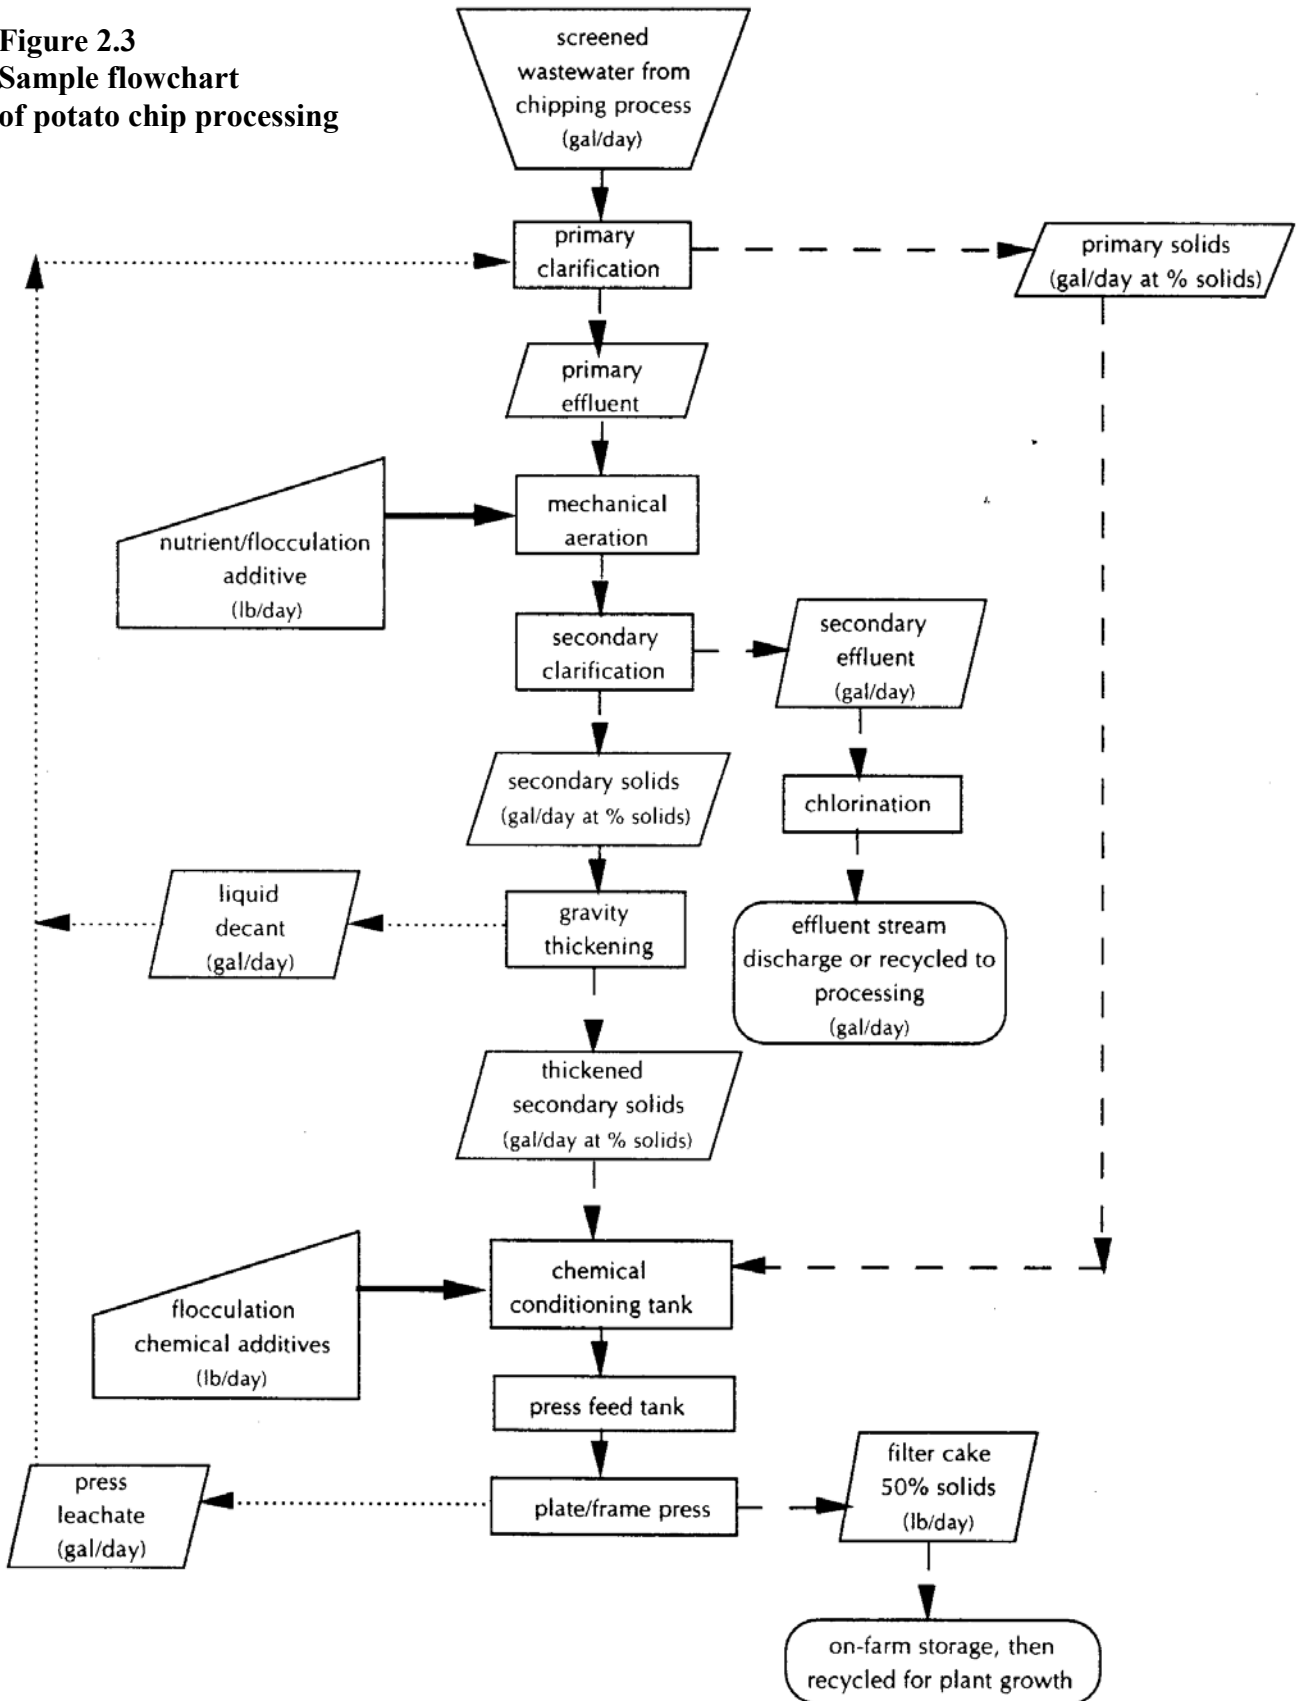 Figure 2.3
Sample flowchart
of potato chip processing
screened
wastewater from
chipping process
(gal/day)
primary
clarification
primary solids
(gal/day at % solids)
primary
effluent
mechanical
aeration
nutrient/flocculation
additive
(lb/day)
secondary
clarification
secondary
effluent
(gal/day)
secondary solids
(gal/day at % solids)
chlorination
liquid
decant
(gal/day)
gravity
thickening
effluent stream
discharge or recycled to
processing
(gal/day)
thickened
secondary solids
(gal/day at % solids)
chemical
conditioning tank
flocculation
chemical additives
(lb/day)
press feed tank
press
leachate
(gal/day)
plate/frame press
filter cake
50% solids
(lb/day)
on-farm storage, then
recycled for plant growth